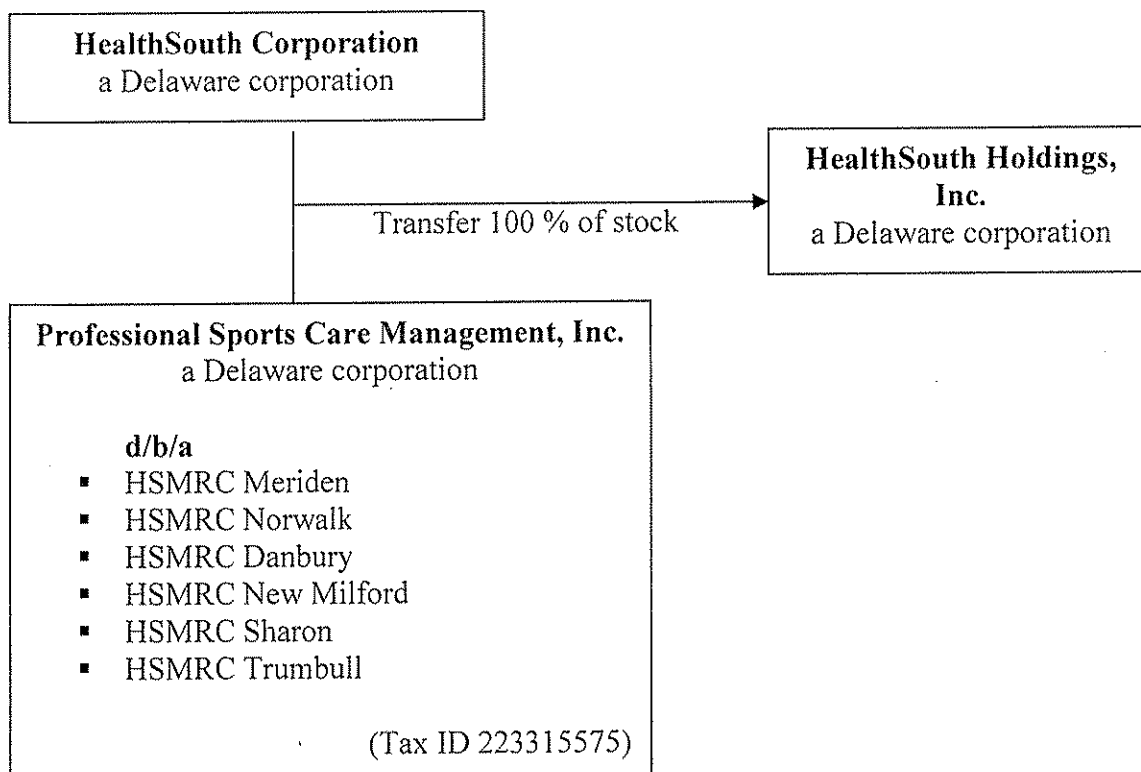 HealthSouth Corporation
a Delaware corporation
HealthSouth Holdings,
Inc.
a Delaware corporation
Transfer 100 % of stock
Professional Sports Care Management, Inc.
a Delaware corporation
d/b/a
▪ HSMRC Meriden
▪ HSMRC Norwalk
▪ HSMRC Danbury
▪ HSMRC New Milford
▪ HSMRC Sharon
▪ HSMRC Trumbull
(Tax ID 223315575)